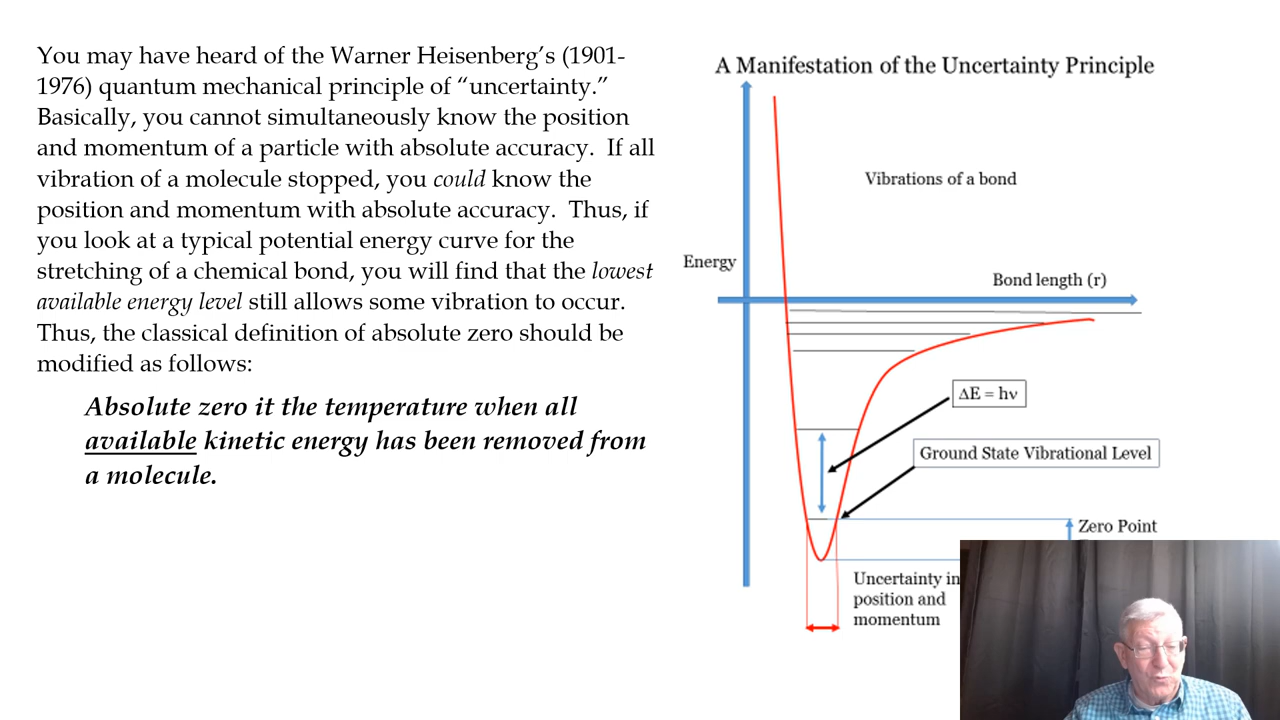 You may have heard of the Warner Heisenberg’s (1901-
1976) quantum mechanical principle of “uncertainty.”
Basically, you cannot simultaneously know the position
and momentum of a particle with absolute accuracy.  If all
vibration of a molecule stopped, you could know the
position and momentum with absolute accuracy.  Thus, if
you look at a typical potential energy curve for the
stretching of a chemical bond, you will find that the lowest
available energy level still allows some vibration to occur.
Thus, the classical definition of absolute zero should be
modified as follows:
Absolute zero it the temperature when all
available kinetic energy has been removed from
a molecule.
A Manifestation of the Uncertainty Principle
Vibrations of a bond
Energy
Bond length (r)
ΔE = hν
Ground State Vibrational Level
Zero Point
Uncertainty in
position and
momentum